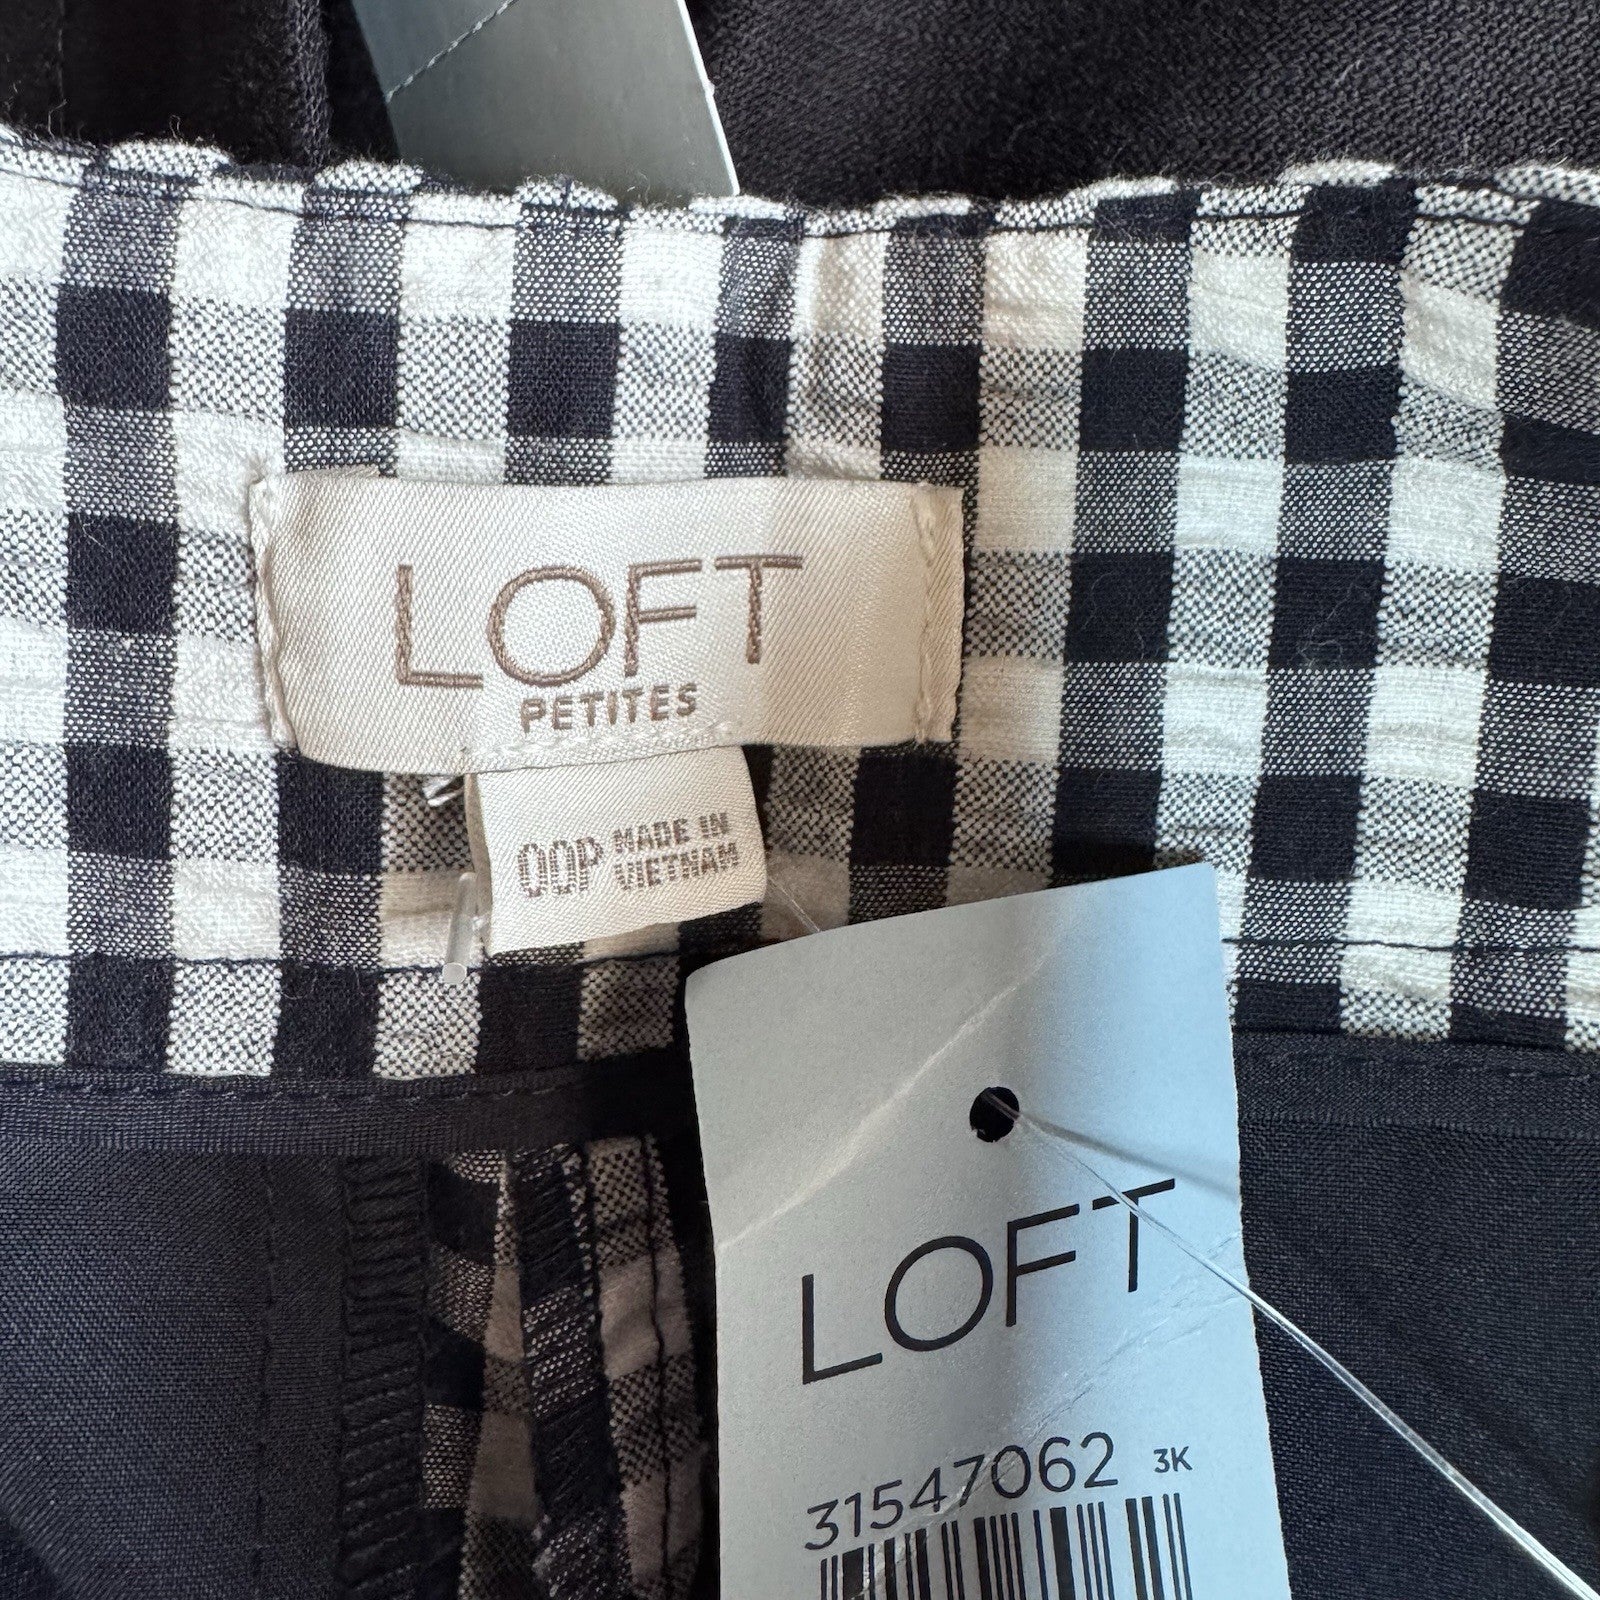 LOFT
PETITES
00P MADE IN
VIETNAM
LOFT
31547062 3K